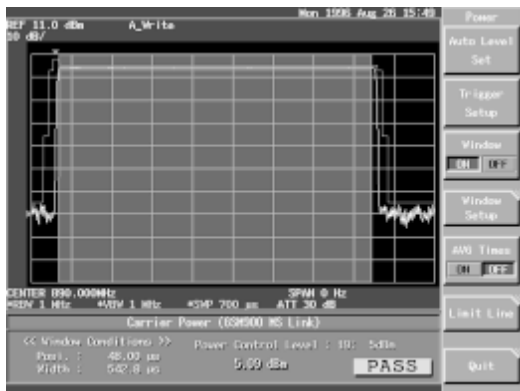 Mon 1996 Aug 26 15:49
REF 11.0 dBm A_Write
10 dB/
CENTER 890.000MHz SPAN 0 Hz
*RBW 1 MHz *VBW 1 MHz *SWP 700 µs ATT 30 dB
Carrier Power (GSM900 MS Link)
<< Window Conditions >> Power Control Level : 19: 5dBm
Posi. : 48.00 µs
Width : 542.8 µs 5.09 dBm PASS
Power
Auto Level
Set
Trigger
Setup
Window
ON OFF
Window
Setup
AVG Times
ON OFF
Limit Line
Quit